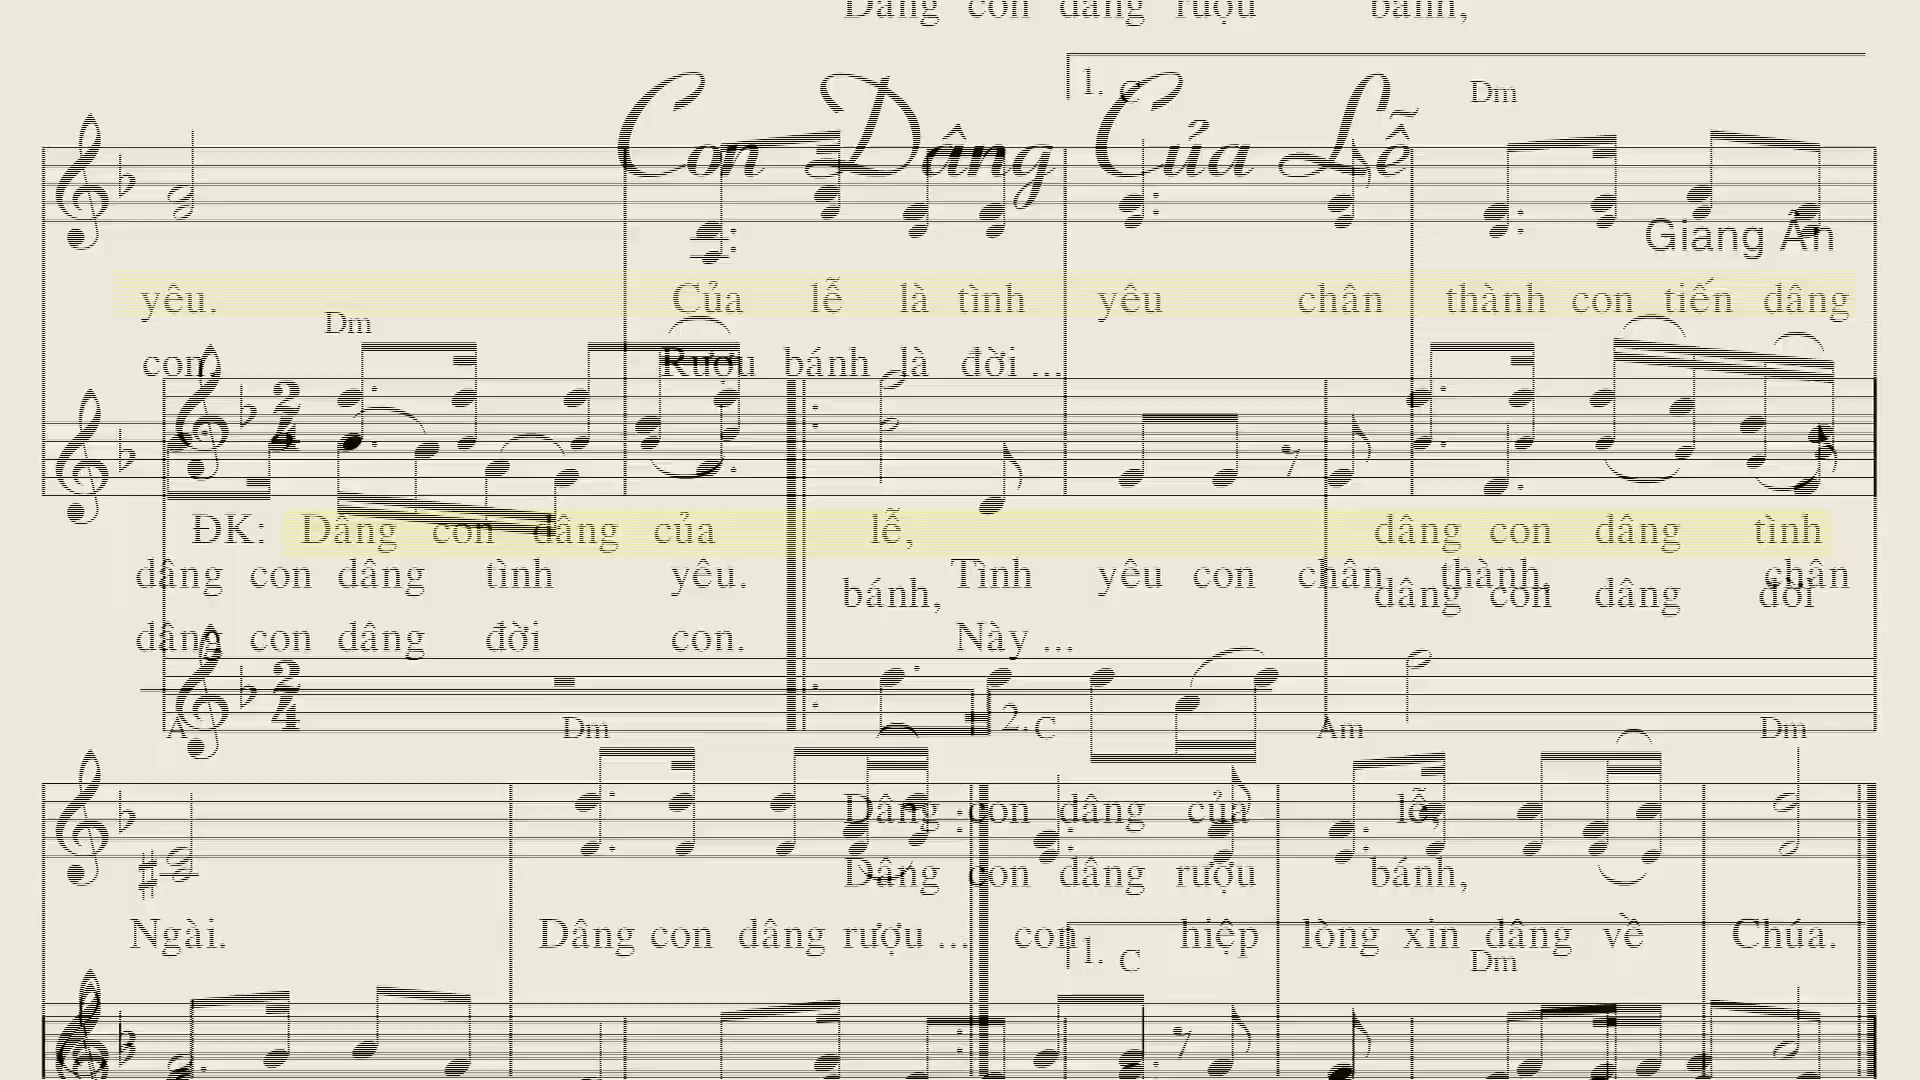 Dâng con dâng rượu bánh,
1. C Dm
Con Dâng Của Lễ
Giang Ân
yêu. Của lễ là tình yêu chân thành con tiến dâng
Dm
con Rượu bánh là đời ...
ĐK: Dâng con dâng của lễ, dâng con dâng tình
dâng con dâng tình yêu. Tình yêu con chân thành, chân
bánh, dâng con dâng đời
dâng con dâng đời con. Này ...
A Dm 2. C Am Dm
Dâng con dâng của lễ,
Dâng con dâng rượu bánh,
Ngài. Dâng con dâng rượu ... con hiệp lòng xin dâng về Chúa.
1. C Dm